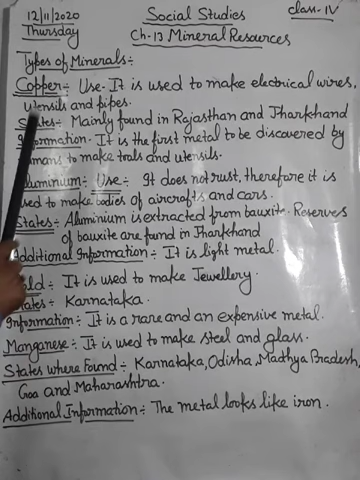 12/11/2020 Social Studies class-IV
Thursday Ch-13 Mineral Resources
Types of Minerals:-
Copper:- Use- It is used to make electrical wires,
utensils and pipes.
States:- Mainly found in Rajasthan and Jharkhand
Information- It is the first metal to be discovered by
humans to make tools and utensils.
Aluminium:- Use:- It does not rust, therefore it is
used to make bodies of aircrafts and cars.
States:- Aluminium is extracted from bauxite. Reserves
of bauxite are found in Jharkhand
Additional Information:- It is light metal.
Gold:- It is used to make Jewellery.
States:- Karnataka.
Information:- It is a rare and an expensive metal.
Manganese:- It is used to make steel and glass.
States where Found:- Karnataka, Odisha, Madhya Pradesh,
Goa and Maharashtra.
Additional Information:- The metal looks like iron.